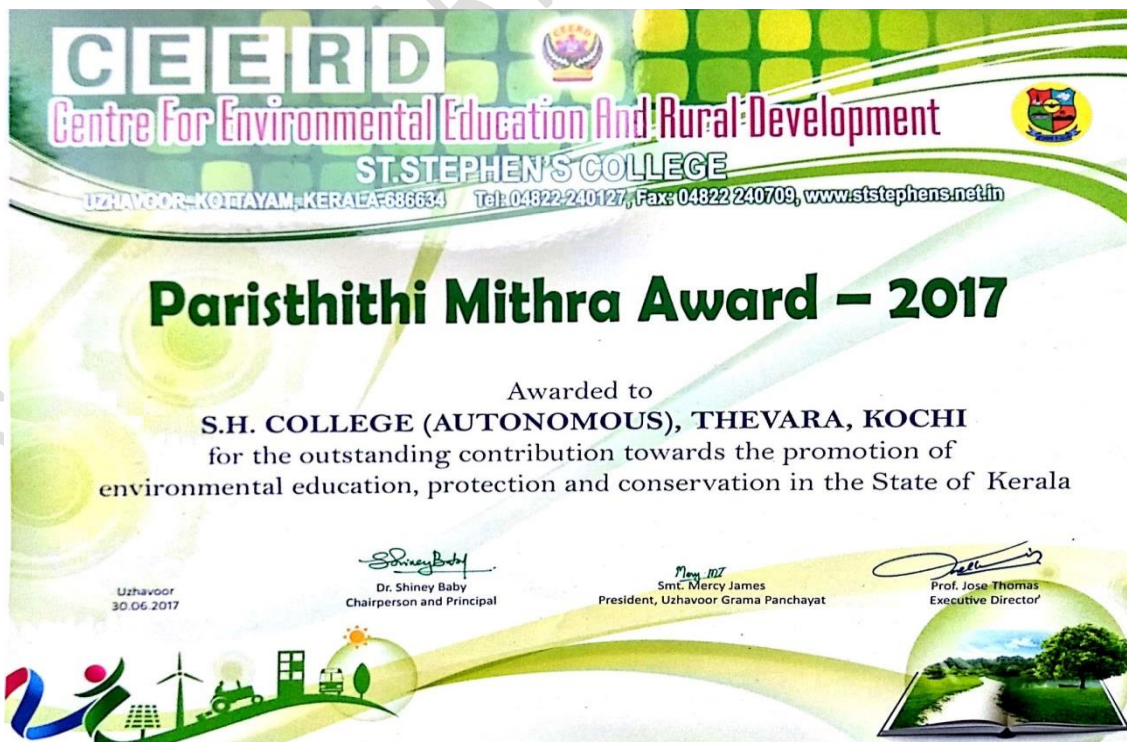 CEERD
CEERD
Centre For Environmental Education And Rural Development
ST.STEPHEN'S COLLEGE
UZHAVOOR, KOTTAYAM, KERALA-686634 Tel: 04822-240127, Fax: 04822 240709, www.ststephens.net.in
Paristhithi Mithra Award – 2017
Awarded to
S.H. COLLEGE (AUTONOMOUS), THEVARA, KOCHI
for the outstanding contribution towards the promotion of
environmental education, protection and conservation in the State of Kerala
Uzhavoor
30.06.2017
Shiney Baby
Dr. Shiney Baby
Chairperson and Principal
Smt. Mercy James
President, Uzhavoor Grama Panchayat
Prof. Jose Thomas
Executive Director